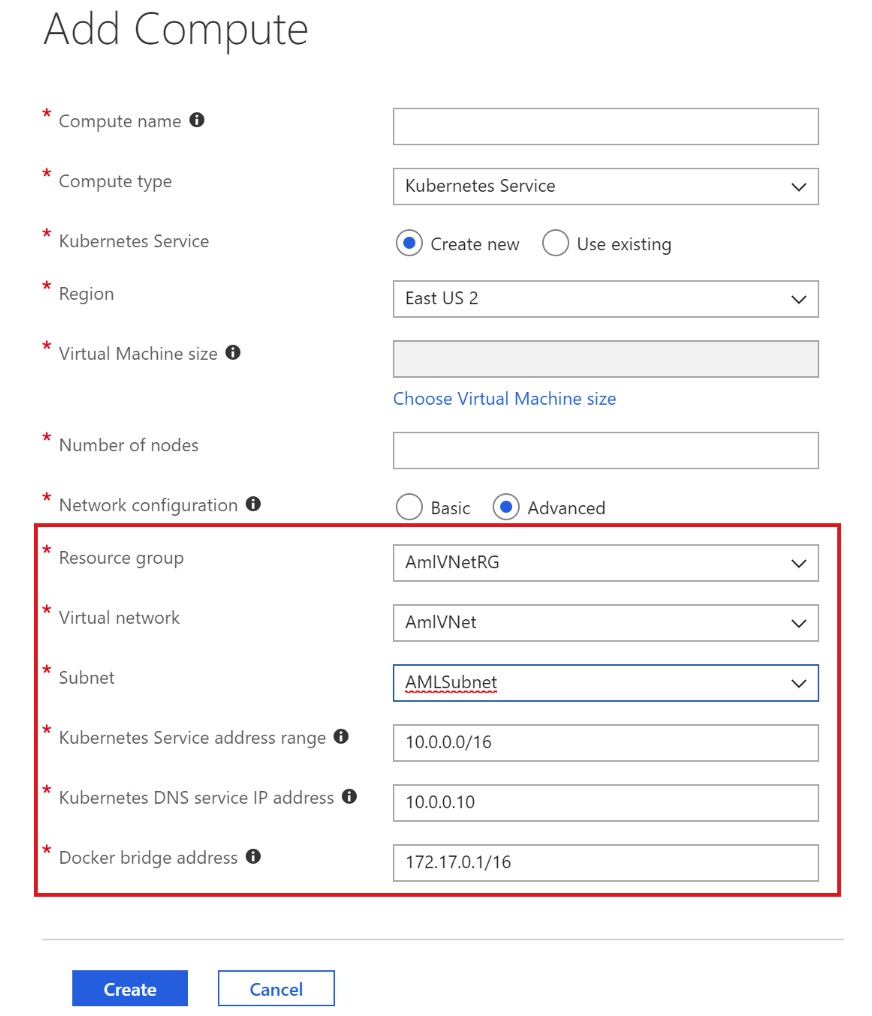 Add Compute
* Compute name
* Compute type Kubernetes Service
* Kubernetes Service Create new Use existing
* Region East US 2
* Virtual Machine size
Choose Virtual Machine size
* Number of nodes
* Network configuration Basic Advanced
* Resource group AmlVNetRG
* Virtual network AmlVNet
* Subnet AMLSubnet
* Kubernetes Service address range 10.0.0.0/16
* Kubernetes DNS service IP address 10.0.0.10
* Docker bridge address 172.17.0.1/16
Create Cancel